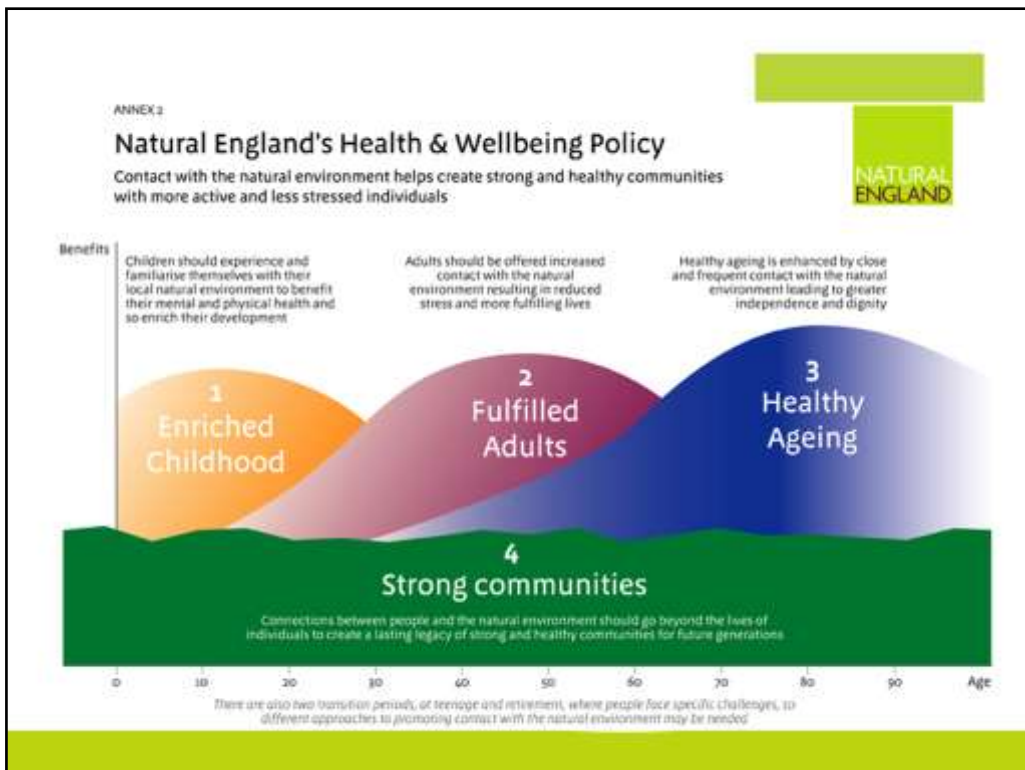 ANNEX 2
Natural England's Health & Wellbeing Policy
Contact with the natural environment helps create strong and healthy communities
with more active and less stressed individuals
NATURAL
ENGLAND
Benefits
Children should experience and
familiarise themselves with their
local natural environment to benefit
their mental and physical health and
so enrich their development
Adults should be offered increased
contact with the natural
environment resulting in reduced
stress and more fulfilling lives
Healthy ageing is enhanced by close
and frequent contact with the natural
environment leading to greater
independence and dignity
1
Enriched
Childhood
2
Fulfilled
Adults
3
Healthy
Ageing
4
Strong communities
Connections between people and the natural environment should go beyond the lives of
individuals to create a lasting legacy of strong and healthy communities for future generations
0 10 20 30 40 50 60 70 80 90 Age
There are also two transition periods, at teenage and retirement, where people face specific challenges, so
different approaches to promoting contact with the natural environment may be needed